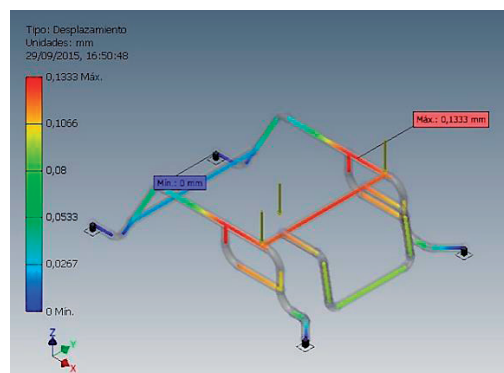 Tipo: Desplazamiento
Unidades: mm
29/09/2015, 16:50:48
0,1333 Máx.
0,1066
0,08
0,0533
0,0267
0 Mín.
Máx.: 0,1333 mm
Mín.: 0 mm
Z
Y
X